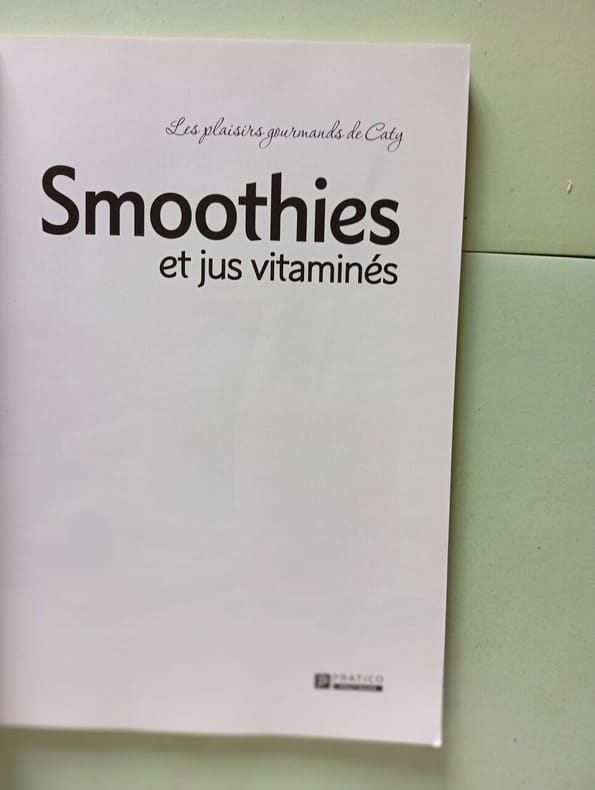 Les plaisirs gourmands de Caty
Smoothies
et jus vitaminés
PRATICO